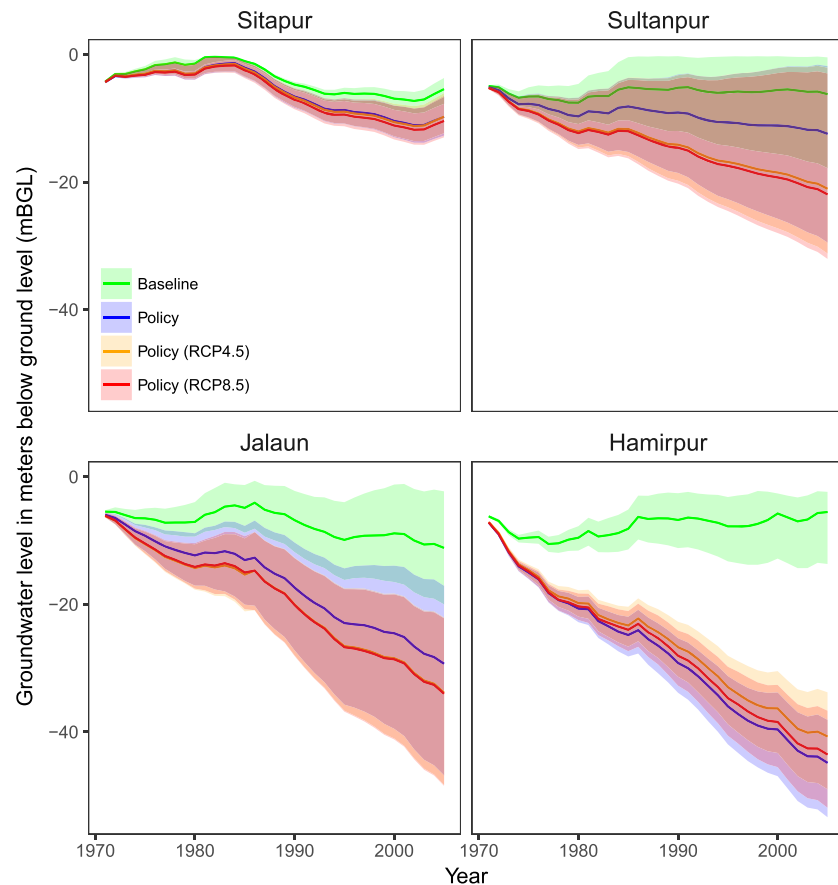 Sitapur
Sultanpur
0
−20
−40
Baseline
Policy
Policy (RCP4.5)
Policy (RCP8.5)
Groundwater level in meters below ground level (mBGL)
Jalaun
Hamirpur
0
−20
−40
1970
1980
1990
2000
1970
1980
1990
2000
Year